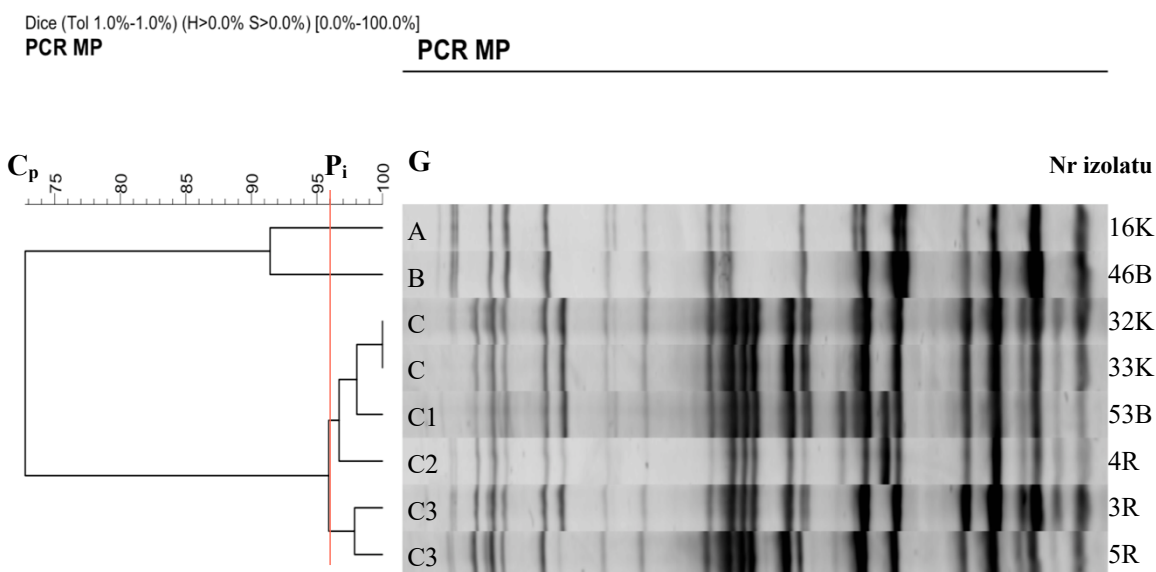 Dice (Tol 1.0%-1.0%) (H>0.0% S>0.0%) [0.0%-100.0%]
PCR MP PCR MP
Cp Pi G Nr izolatu
75 80 85 90 95 100
A 16K
B 46B
C 32K
C 33K
C1 53B
C2 4R
C3 3R
C3 5R